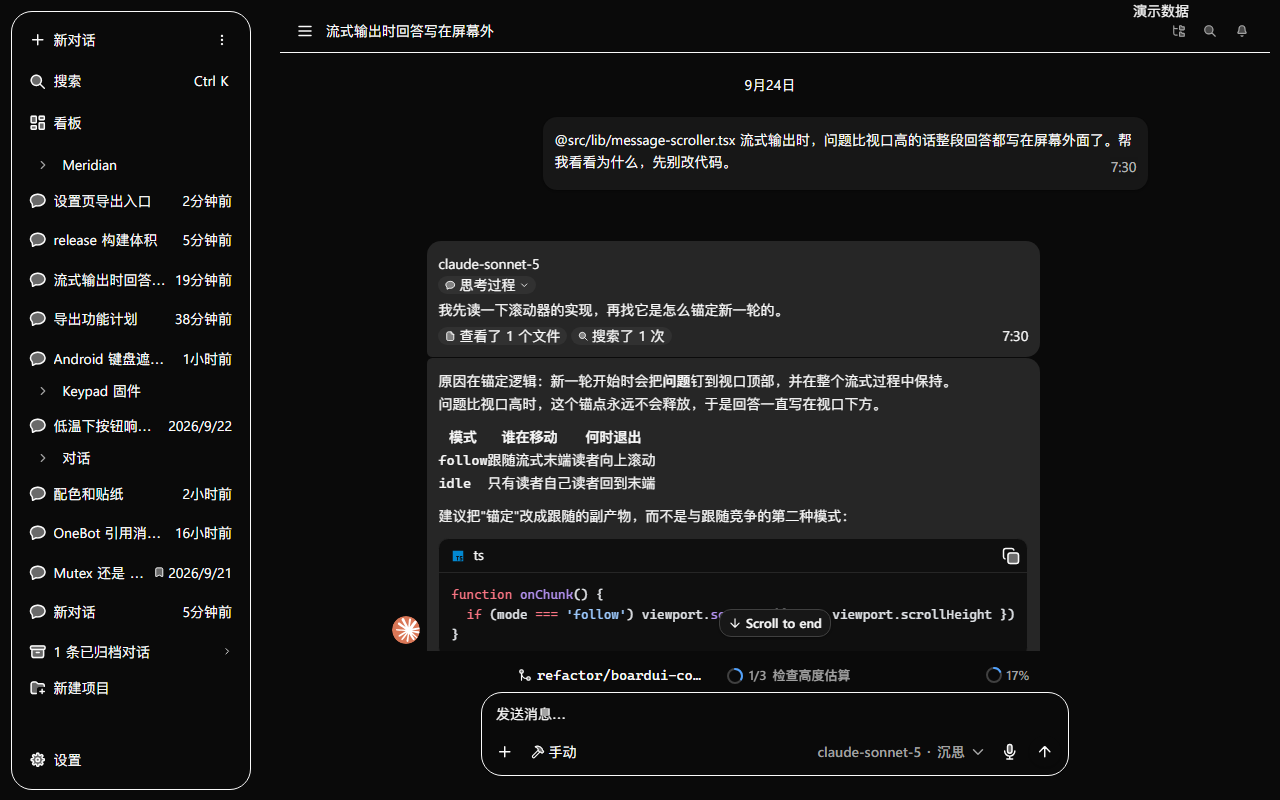 新对话
搜索 Ctrl K
看板
Meridian
设置页导出入口 2分钟前
release 构建体积 5分钟前
流式输出时回答… 19分钟前
导出功能计划 38分钟前
Android 键盘遮… 1小时前
Keypad 固件
低温下按钮响… 2026/9/22
对话
配色和贴纸 2小时前
OneBot 引用消… 16小时前
Mutex 还是 … 2026/9/21
新对话 5分钟前
1 条已归档对话
新建项目
设置
流式输出时回答写在屏幕外
演示数据
9月24日
@src/lib/message-scroller.tsx 流式输出时，问题比视口高的话整段回答都写在屏幕外面了。帮
我看看为什么，先别改代码。
7:30
claude-sonnet-5
思考过程
我先读一下滚动器的实现，再找它是怎么锚定新一轮的。
查看了 1 个文件 搜索了 1 次 7:30
原因在锚定逻辑：新一轮开始时会把问题钉到视口顶部，并在整个流式过程中保持。
问题比视口高时，这个锚点永远不会释放，于是回答一直写在视口下方。
模式 谁在移动 何时退出
follow 跟随流式末端 读者向上滚动
idle 只有读者自己 读者回到末端
建议把"锚定"改成跟随的副产物，而不是与跟随竞争的第二种模式：
ts
function onChunk() {
if (mode === 'follow') viewport.sc viewport.scrollHeight })
}
Scroll to end
refactor/boardui-co… 1/3 检查高度估算 17%
发送消息...
手动 claude-sonnet-5 · 沉思